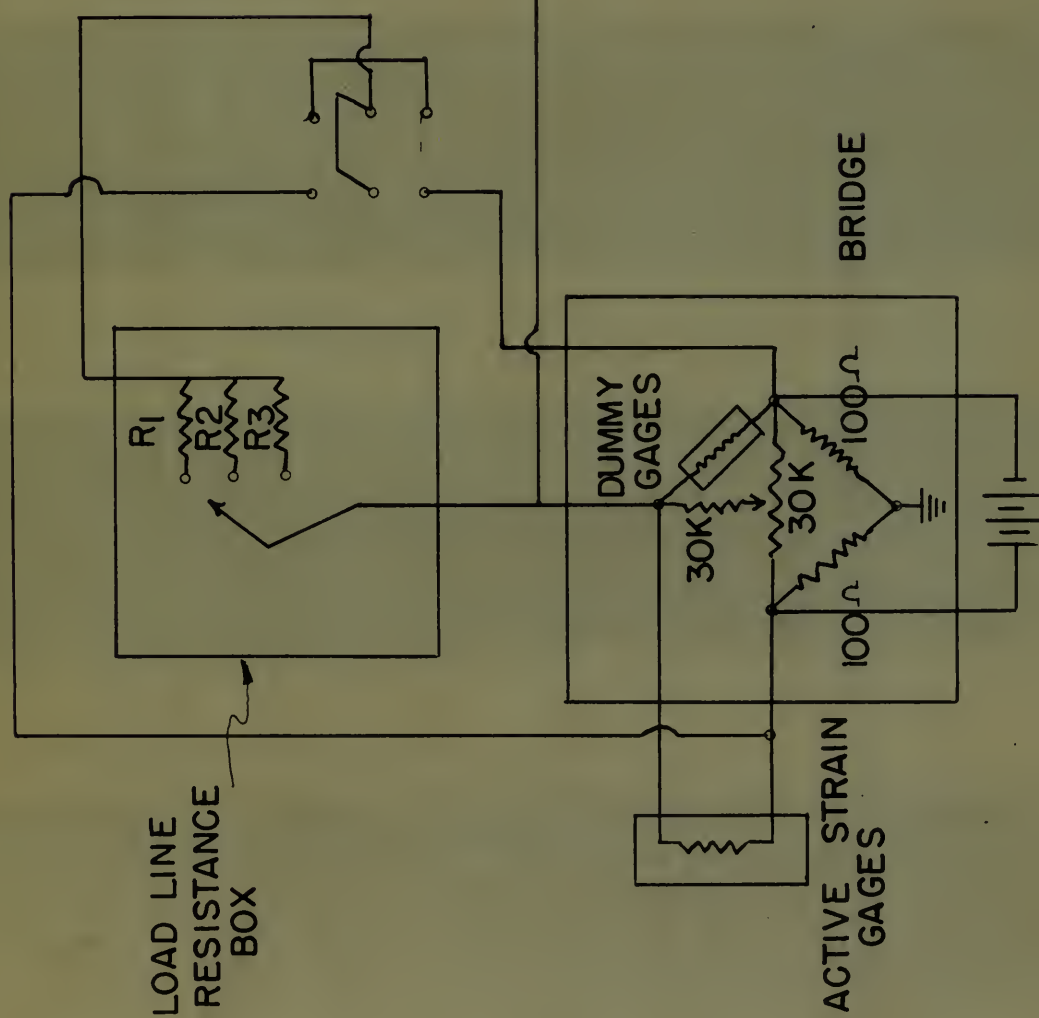 R1
R2
R3
LOAD LINE
RESISTANCE
BOX
DUMMY
GAGES
30K
30K
100Ω
100Ω
BRIDGE
ACTIVE STRAIN
GAGES